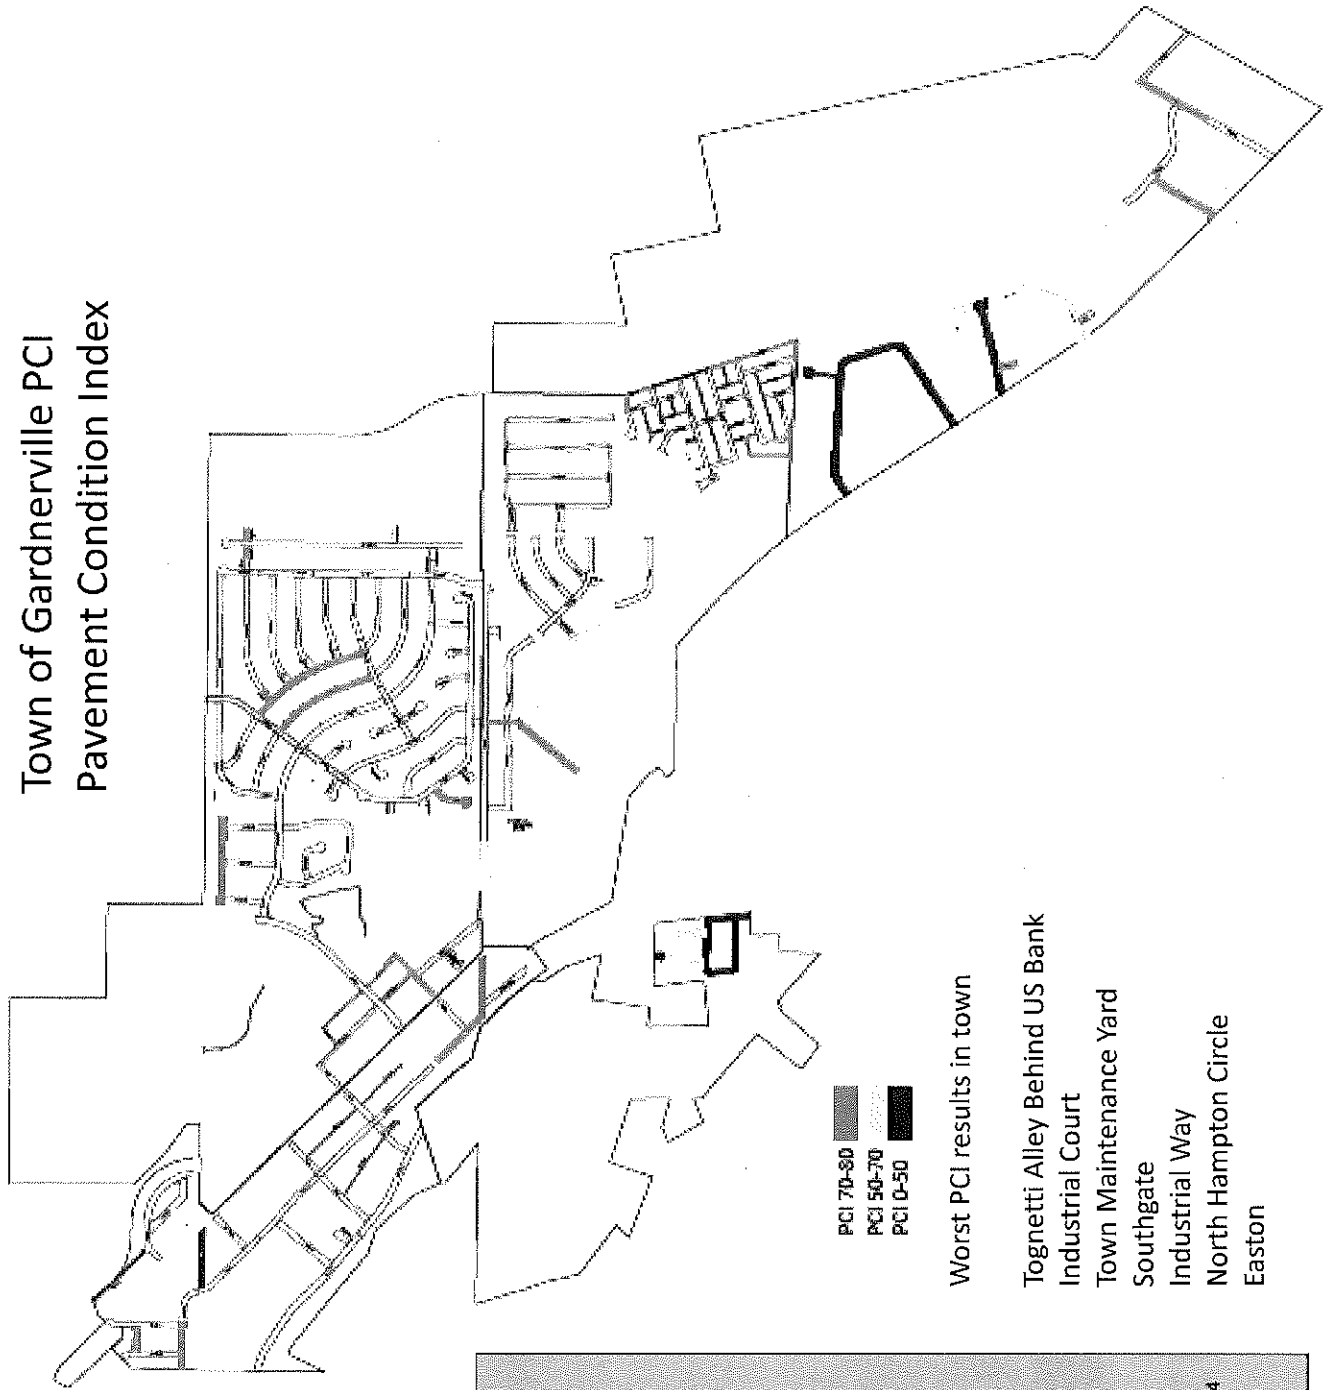 Town of Gardnerville PCI
Pavement Condition Index
PCI 70-80
PCI 50-70
PCI 0-50
Worst PCI results in town
Tognetti Alley Behind US Bank
Industrial Court
Town Maintenance Yard
Southgate
Industrial Way
North Hampton Circle
Easton
4